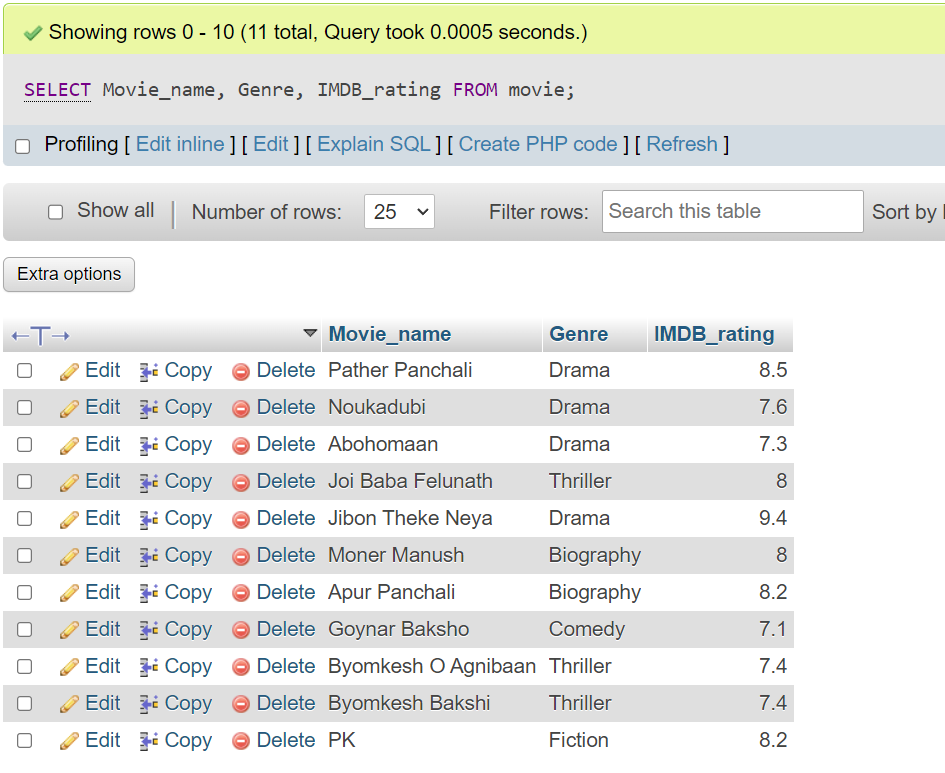 Showing rows 0 - 10 (11 total, Query took 0.0005 seconds.)
SELECT Movie_name, Genre, IMDB_rating FROM movie;
Profiling [ Edit inline ] [ Edit ] [ Explain SQL ] [ Create PHP code ] [ Refresh ]
Show all Number of rows: 25 Filter rows: Search this table Sort by
Extra options
←T→ Movie_name Genre IMDB_rating
Edit Copy Delete Pather Panchali Drama 8.5
Edit Copy Delete Noukadubi Drama 7.6
Edit Copy Delete Abohomaan Drama 7.3
Edit Copy Delete Joi Baba Felunath Thriller 8
Edit Copy Delete Jibon Theke Neya Drama 9.4
Edit Copy Delete Moner Manush Biography 8
Edit Copy Delete Apur Panchali Biography 8.2
Edit Copy Delete Goynar Baksho Comedy 7.1
Edit Copy Delete Byomkesh O Agnibaan Thriller 7.4
Edit Copy Delete Byomkesh Bakshi Thriller 7.4
Edit Copy Delete PK Fiction 8.2